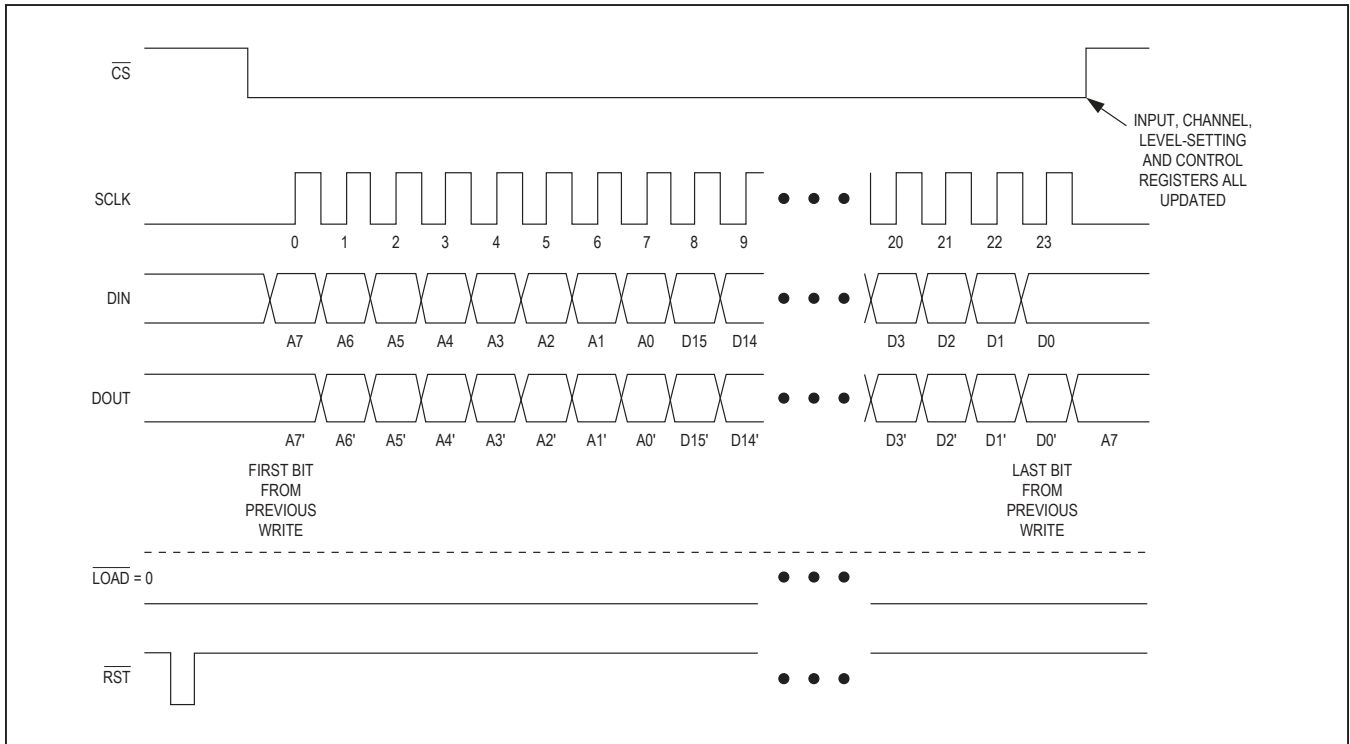 CS
INPUT, CHANNEL,
LEVEL-SETTING
AND CONTROL
REGISTERS ALL
UPDATED
SCLK
0 1 2 3 4 5 6 7 8 9 20 21 22 23
DIN
A7 A6 A5 A4 A3 A2 A1 A0 D15 D14 D3 D2 D1 D0
DOUT
A7' A6' A5' A4' A3' A2' A1' A0' D15' D14' D3' D2' D1' D0' A7
FIRST BIT
FROM
PREVIOUS
WRITE
LAST BIT
FROM
PREVIOUS
WRITE
LOAD = 0
RST